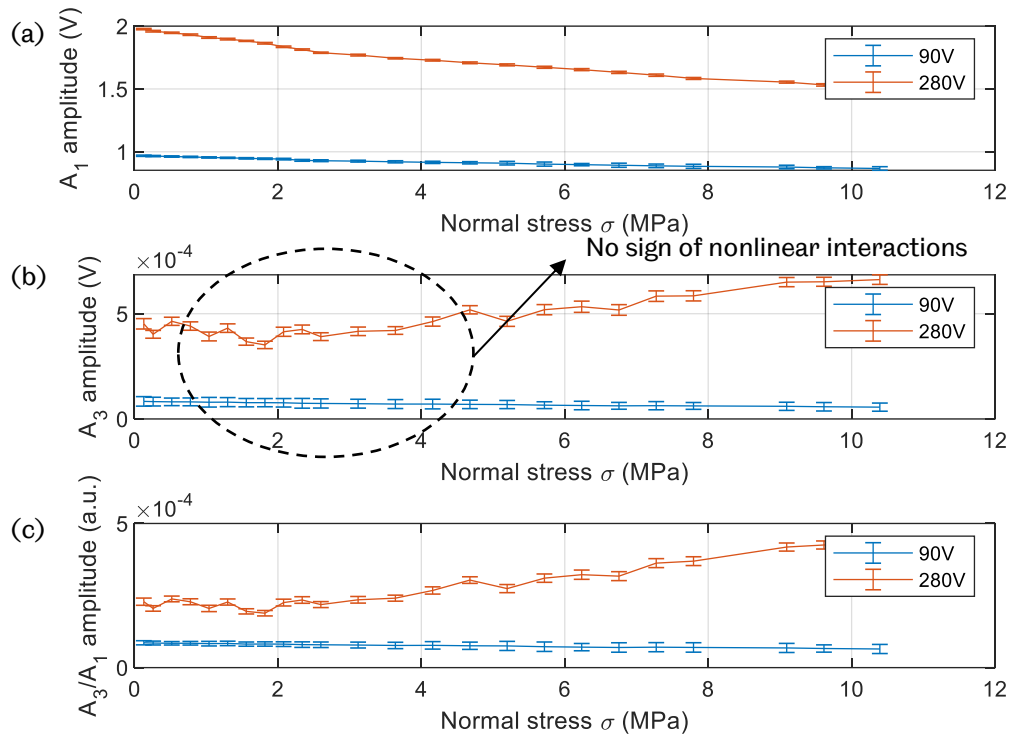 (a)
A1 amplitude (V)
2
1.5
1
90V
280V
0 2 4 6 8 10 12
Normal stress σ (MPa)
No sign of nonlinear interactions
(b)
×10-4
A3 amplitude (V)
5
0
90V
280V
0 2 4 6 8 10 12
Normal stress σ (MPa)
(c)
×10-4
A3/A1 amplitude (a.u.)
5
0
90V
280V
0 2 4 6 8 10 12
Normal stress σ (MPa)